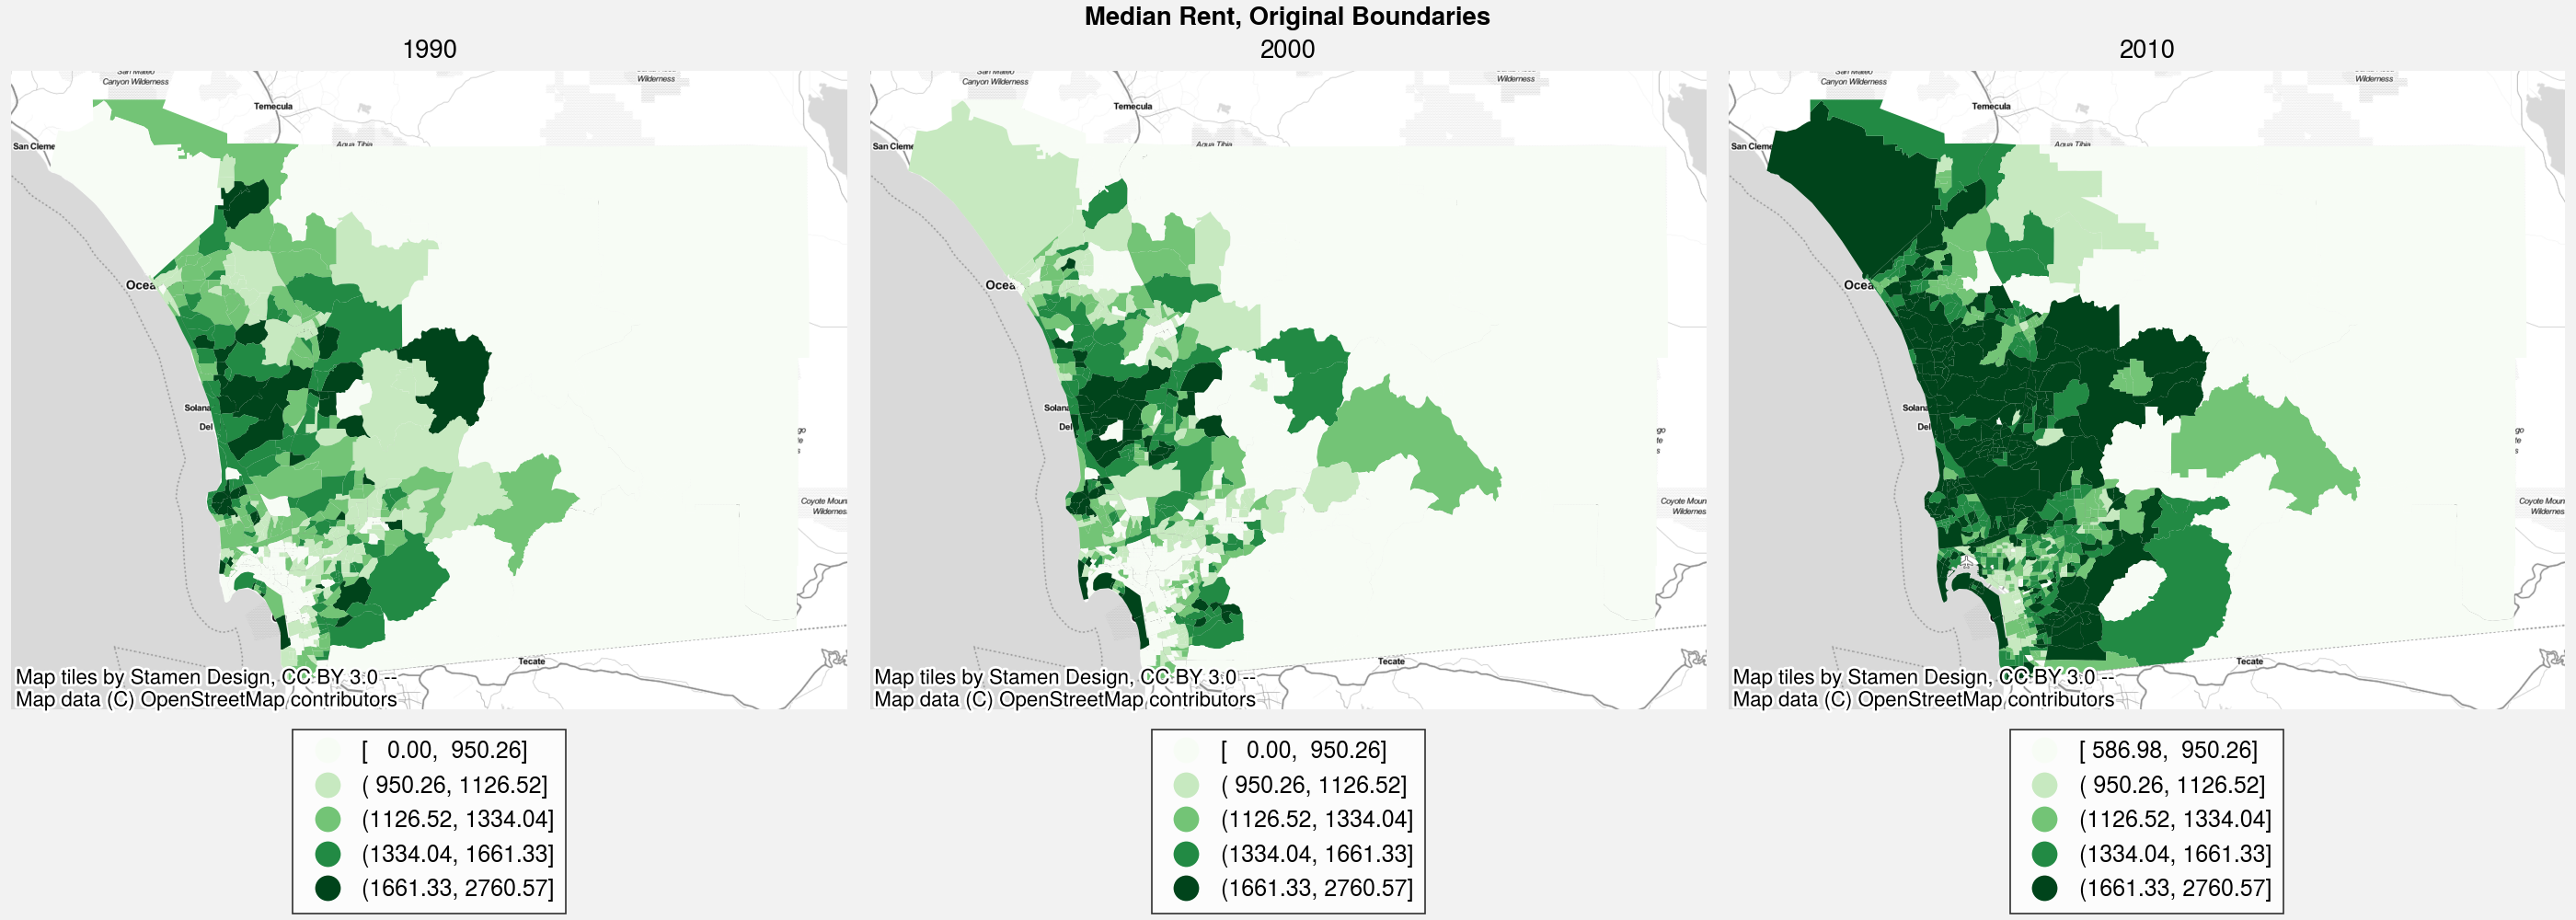 Median Rent, Original Boundaries
1990
2000
2010
San Mateo
Canyon Wilderness
Wilderness
Temecula
San Cleme
Agua Tibia
Ocea
Solana
Del
Coyote Moun
Wilderness
Tecate
Map tiles by Stamen Design, CC BY 3.0 --
Map data (C) OpenStreetMap contributors
San Mateo
Canyon Wilderness
Wilderness
Temecula
San Cleme
Agua Tibia
Ocea
Solana
Del
go
te
s
Coyote Moun
Wildernes
Tecate
Map tiles by Stamen Design, CC BY 3.0 --
Map data (C) OpenStreetMap contributors
San Mateo
Canyon Wilderness
Wilderness
Temecula
San Cleme
Agua Tibia
Ocea
Solana
Del
go
te
s
Coyote Moun
Wildernes
Tecate
Map tiles by Stamen Design, CC BY 3.0 --
Map data (C) OpenStreetMap contributors
[ 0.00, 950.26]
( 950.26, 1126.52]
(1126.52, 1334.04]
(1334.04, 1661.33]
(1661.33, 2760.57]
[ 0.00, 950.26]
( 950.26, 1126.52]
(1126.52, 1334.04]
(1334.04, 1661.33]
(1661.33, 2760.57]
[ 586.98, 950.26]
( 950.26, 1126.52]
(1126.52, 1334.04]
(1334.04, 1661.33]
(1661.33, 2760.57]